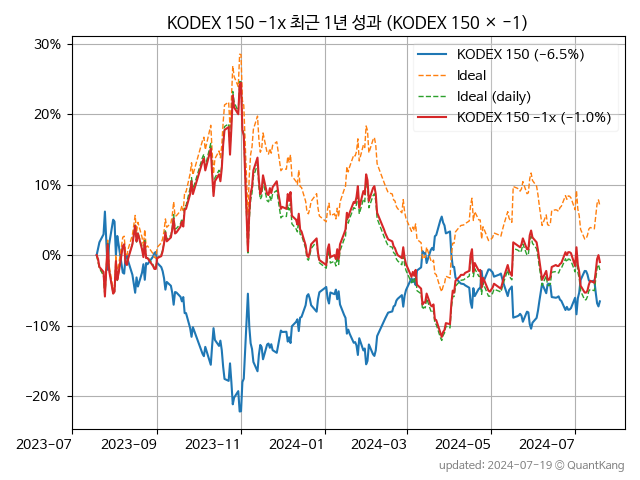 KODEX 150 −1x 최근 1년 성과 (KODEX 150 × −1)
30%
20%
10%
0%
−10%
−20%
KODEX 150 (−6.5%)
Ideal
Ideal (daily)
KODEX 150 −1x (−1.0%)
2023-07 2023-09 2023-11 2024-01 2024-03 2024-05 2024-07
updated: 2024-07-19 © QuantKang